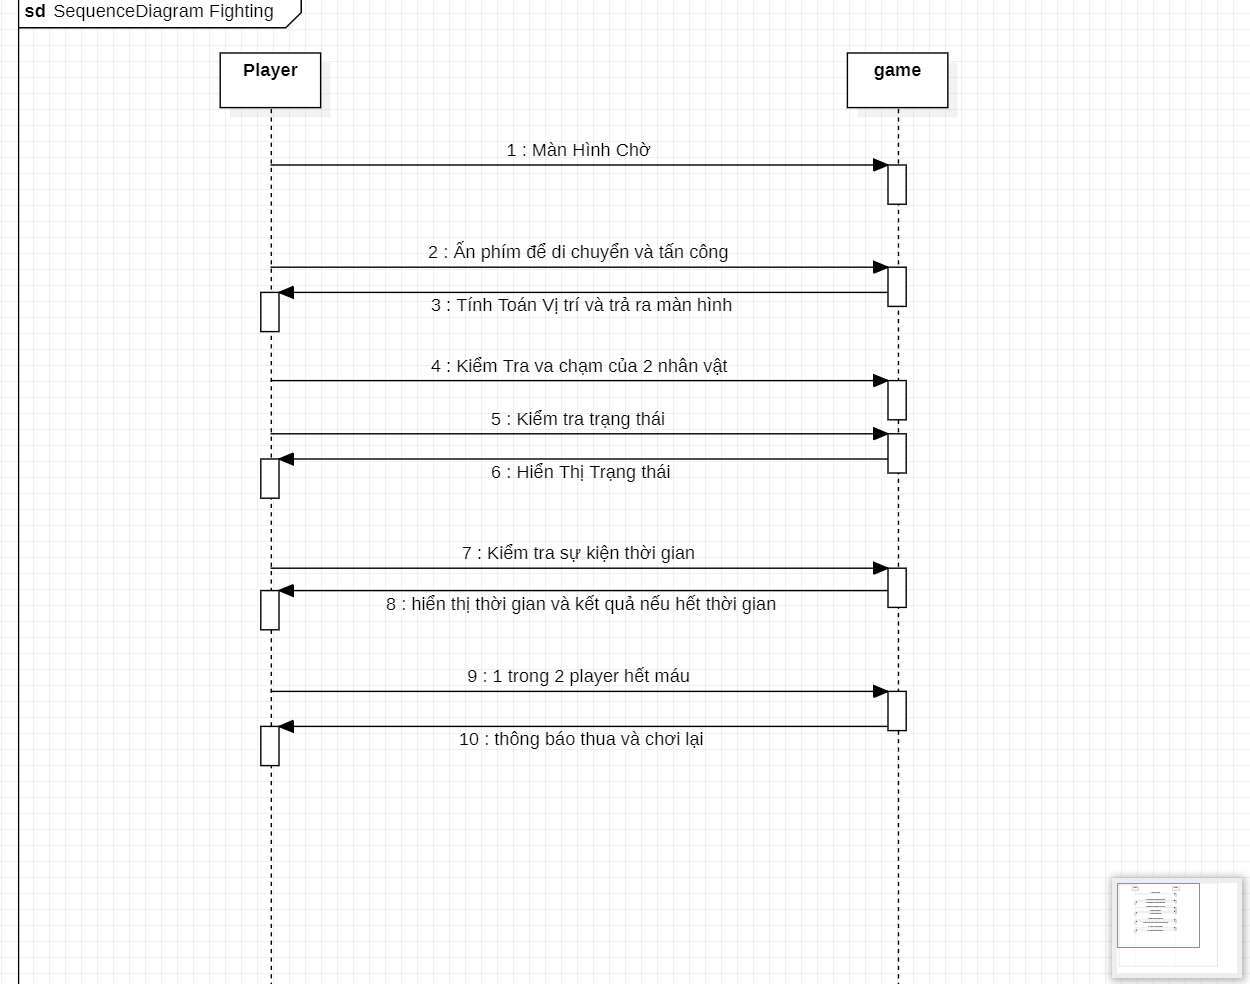 sd SequenceDiagram Fighting
Player
game
1 : Màn Hình Chờ
2 : Ấn phím để di chuyển và tấn công
3 : Tính Toán Vị trí và trả ra màn hình
4 : Kiểm Tra va chạm của 2 nhân vật
5 : Kiểm tra trạng thái
6 : Hiển Thị Trạng thái
7 : Kiểm tra sự kiện thời gian
8 : hiển thị thời gian và kết quả nếu hết thời gian
9 : 1 trong 2 player hết máu
10 : thông báo thua và chơi lại